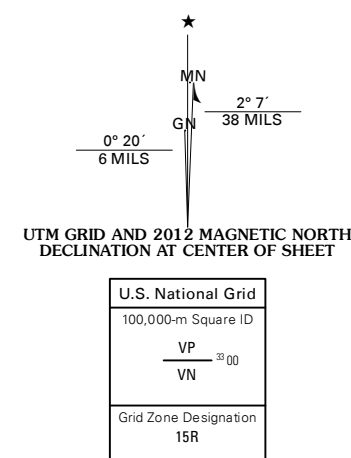 ★
MN
2° 7´
38 MILS
GN
0° 20´
6 MILS
UTM GRID AND 2012 MAGNETIC NORTH
DECLINATION AT CENTER OF SHEET
U.S. National Grid
100,000-m Square ID
VP
³³00
VN
Grid Zone Designation
15R